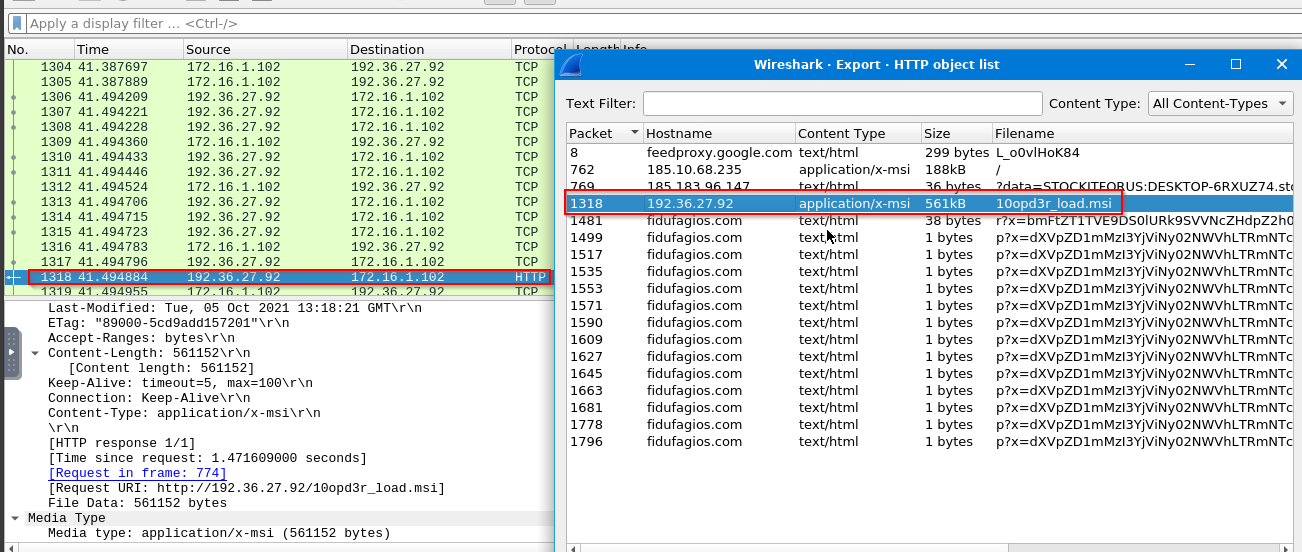 Apply a display filter … <Ctrl-/>
No. Time Source Destination Protocol Length Info
1304 41.387697 172.16.1.102 192.36.27.92 TCP
1305 41.387889 172.16.1.102 192.36.27.92 TCP
1306 41.494209 192.36.27.92 172.16.1.102 TCP
1307 41.494221 192.36.27.92 172.16.1.102 TCP
1308 41.494228 192.36.27.92 172.16.1.102 TCP
1309 41.494360 172.16.1.102 192.36.27.92 TCP
1310 41.494433 192.36.27.92 172.16.1.102 TCP
1311 41.494446 192.36.27.92 172.16.1.102 TCP
1312 41.494524 172.16.1.102 192.36.27.92 TCP
1313 41.494706 192.36.27.92 172.16.1.102 TCP
1314 41.494715 192.36.27.92 172.16.1.102 TCP
1315 41.494723 192.36.27.92 172.16.1.102 TCP
1316 41.494783 172.16.1.102 192.36.27.92 TCP
1317 41.494796 192.36.27.92 172.16.1.102 TCP
1318 41.494884 192.36.27.92 172.16.1.102 HTTP
1319 41.494955 172.16.1.102 192.36.27.92 TCP
Last-Modified: Tue, 05 Oct 2021 13:18:21 GMT\r\n
ETag: "89000-5cd9add157201"\r\n
Accept-Ranges: bytes\r\n
Content-Length: 561152\r\n
[Content length: 561152]
Keep-Alive: timeout=5, max=100\r\n
Connection: Keep-Alive\r\n
Content-Type: application/x-msi\r\n
\r\n
[HTTP response 1/1]
[Time since request: 1.471609000 seconds]
[Request in frame: 774]
[Request URI: http://192.36.27.92/10opd3r_load.msi]
File Data: 561152 bytes
Media Type
Media type: application/x-msi (561152 bytes)
Wireshark · Export · HTTP object list
Text Filter: Content Type: All Content-Types
Packet Hostname Content Type Size Filename
8 feedproxy.google.com text/html 299 bytes L_o0vlHoK84
762 185.10.68.235 application/x-msi 188kB /
769 185.183.96.147 text/html 36 bytes ?data=STOCKITFORUS:DESKTOP-6RXUZ74.sto
1318 192.36.27.92 application/x-msi 561kB 10opd3r_load.msi
1481 fidufagios.com text/html 38 bytes r?x=bmFtZT1TVE9DS0lURk9SVVNcZHdpZ2h0
1499 fidufagios.com text/html 1 bytes p?x=dXVpZD1mMzI3YjViNy02NWVhLTRmNTc
1517 fidufagios.com text/html 1 bytes p?x=dXVpZD1mMzI3YjViNy02NWVhLTRmNTc
1535 fidufagios.com text/html 1 bytes p?x=dXVpZD1mMzI3YjViNy02NWVhLTRmNTc
1553 fidufagios.com text/html 1 bytes p?x=dXVpZD1mMzI3YjViNy02NWVhLTRmNTc
1571 fidufagios.com text/html 1 bytes p?x=dXVpZD1mMzI3YjViNy02NWVhLTRmNTc
1590 fidufagios.com text/html 1 bytes p?x=dXVpZD1mMzI3YjViNy02NWVhLTRmNTc
1609 fidufagios.com text/html 1 bytes p?x=dXVpZD1mMzI3YjViNy02NWVhLTRmNTc
1627 fidufagios.com text/html 1 bytes p?x=dXVpZD1mMzI3YjViNy02NWVhLTRmNTc
1645 fidufagios.com text/html 1 bytes p?x=dXVpZD1mMzI3YjViNy02NWVhLTRmNTc
1663 fidufagios.com text/html 1 bytes p?x=dXVpZD1mMzI3YjViNy02NWVhLTRmNTc
1681 fidufagios.com text/html 1 bytes p?x=dXVpZD1mMzI3YjViNy02NWVhLTRmNTc
1778 fidufagios.com text/html 1 bytes p?x=dXVpZD1mMzI3YjViNy02NWVhLTRmNTc
1796 fidufagios.com text/html 1 bytes p?x=dXVpZD1mMzI3YjViNy02NWVhLTRmNTc